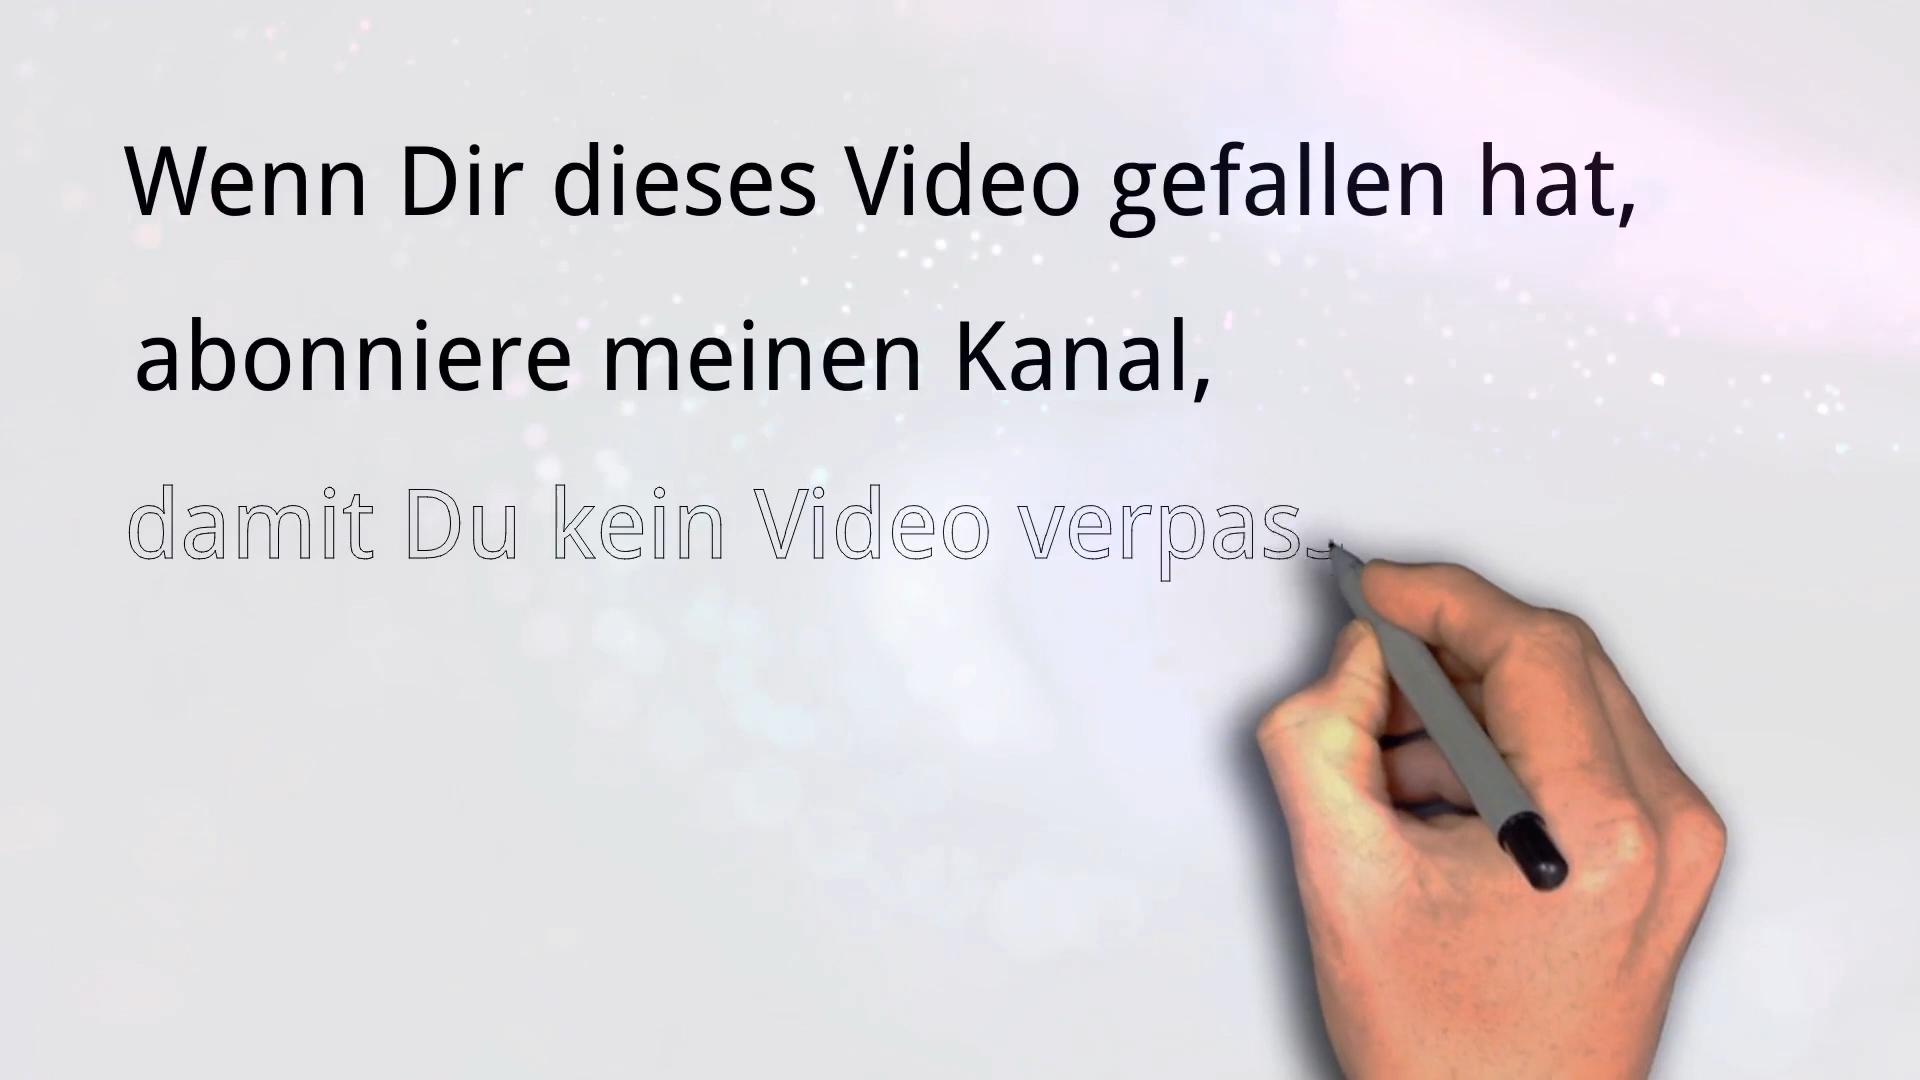 Wenn Dir dieses Video gefallen hat,
abonniere meinen Kanal,
damit Du kein Video verpas